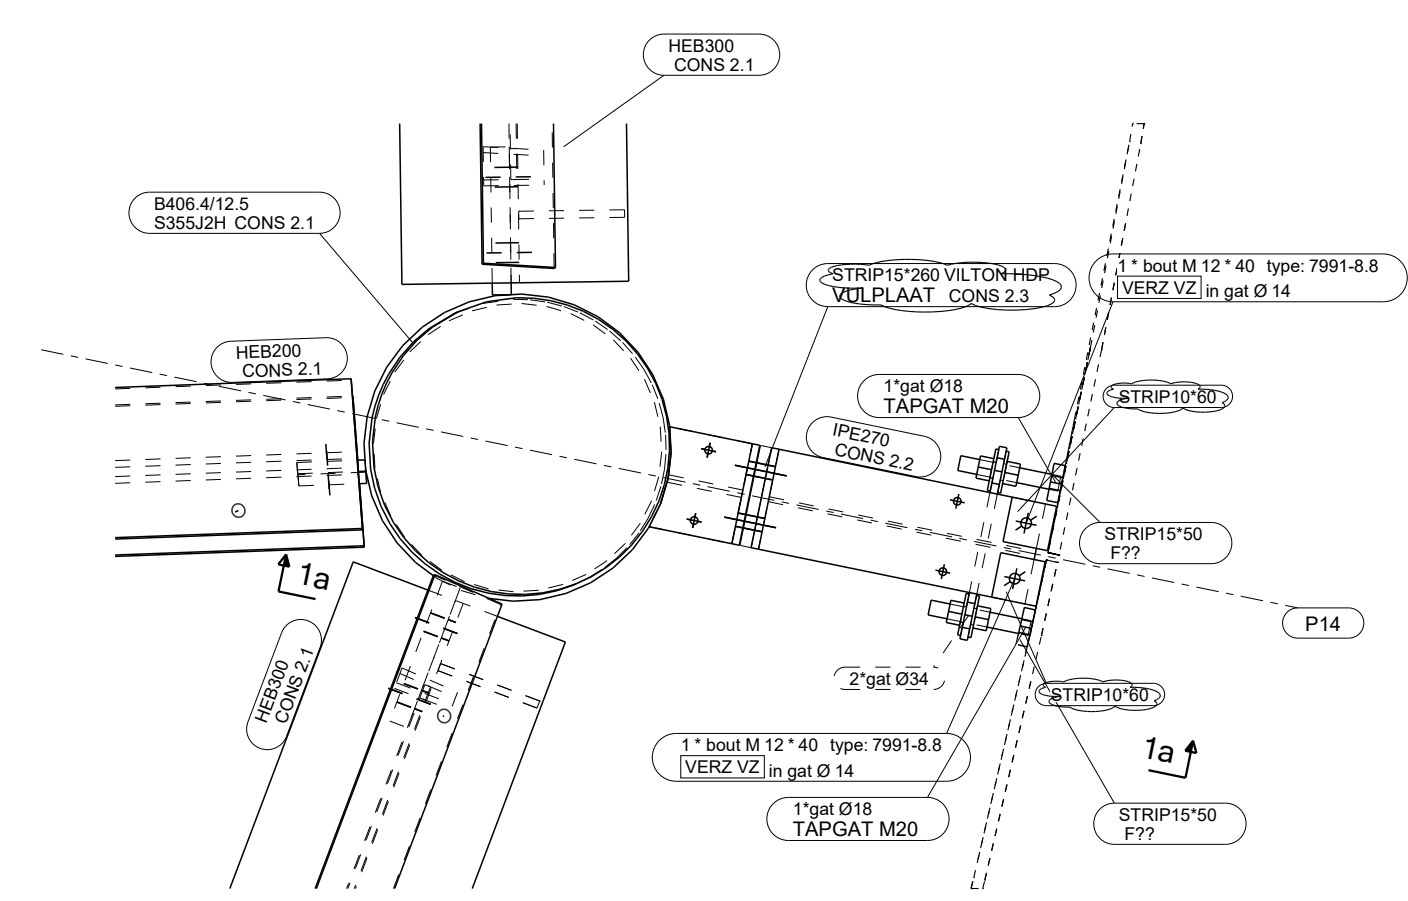 HEB300
CONS 2.1
B406.4/12.5
S355J2H CONS 2.1
STRIP15*260 VILTON HDP
VULPLAAT CONS 2.3
1 * bout M 12 * 40 type: 7991-8.8
VERZ VZ in gat Ø 14
HEB200
CONS 2.1
1*gat Ø18
TAPGAT M20
STRIP10*60
IPE270
CONS 2.2
STRIP15*50
F??
1a
P14
HEB300
CONS 2.1
2*gat Ø34
STRIP10*60
1 * bout M 12 * 40 type: 7991-8.8
VERZ VZ in gat Ø 14
1a
1*gat Ø18
TAPGAT M20
STRIP15*50
F??